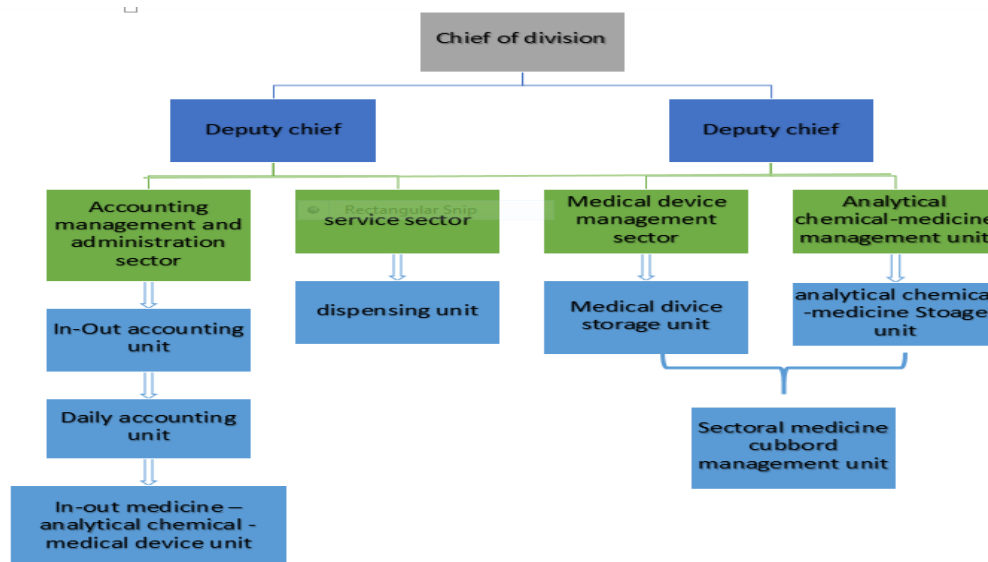 Chief of division
Deputy chief
Deputy chief
Accounting
management and
administration
sector
Rectangular Snip
service sector
Medical device
management
sector
Analytical
chemical-medicine
management unit
In-Out accounting
unit
dispensing unit
Medical divice
storage unit
analytical chemica
-medicine Stoage
unit
Daily accounting
unit
Sectoral medicine
cubbord
management unit
In-out medicine –
analytical chemical -
medical device unit